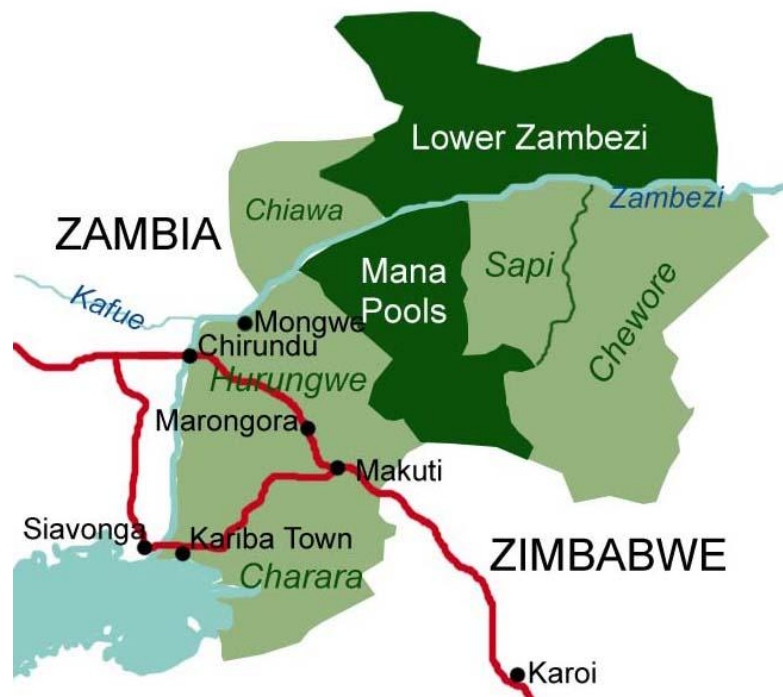 Lower Zambezi
Chiawa
Zambezi
ZAMBIA
Mana
Pools
Sapi
Chewore
Kafue
Mongwe
Chirundu
Hurungwe
Marongora
Makuti
Siavonga
Kariba Town
ZIMBABWE
Charara
Karoi